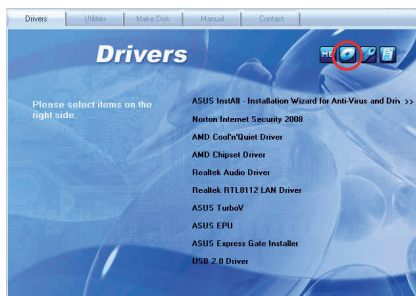 Drivers Utilities Make Disk Manual Contact
Drivers
Please select items on the
right side.
ASUS InstAll - Installation Wizard for Anti-Virus and Driv >>
Norton Internet Security 2008
AMD Cool'n'Quiet Driver
AMD Chipset Driver
Realtek Audio Driver
Realtek RTL8112 LAN Driver
ASUS TurboV
ASUS EPU
ASUS Express Gate Installer
USB 2.0 Driver